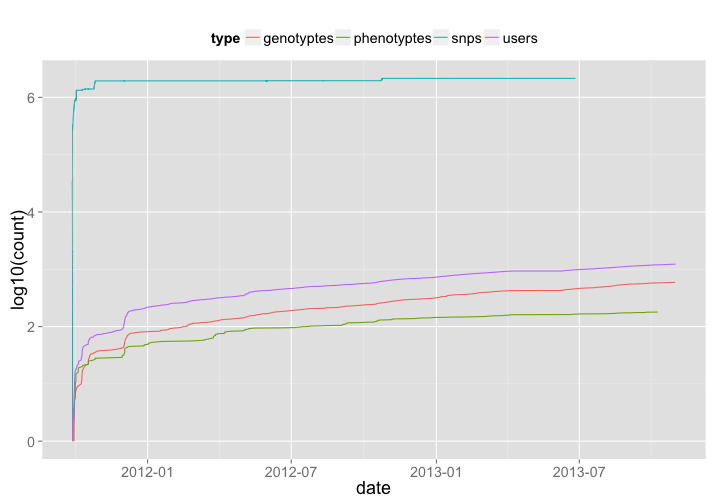 type genotyptes phenotyptes snps users
6
4
2
0
log10(count)
2012-01 2012-07 2013-01 2013-07
date